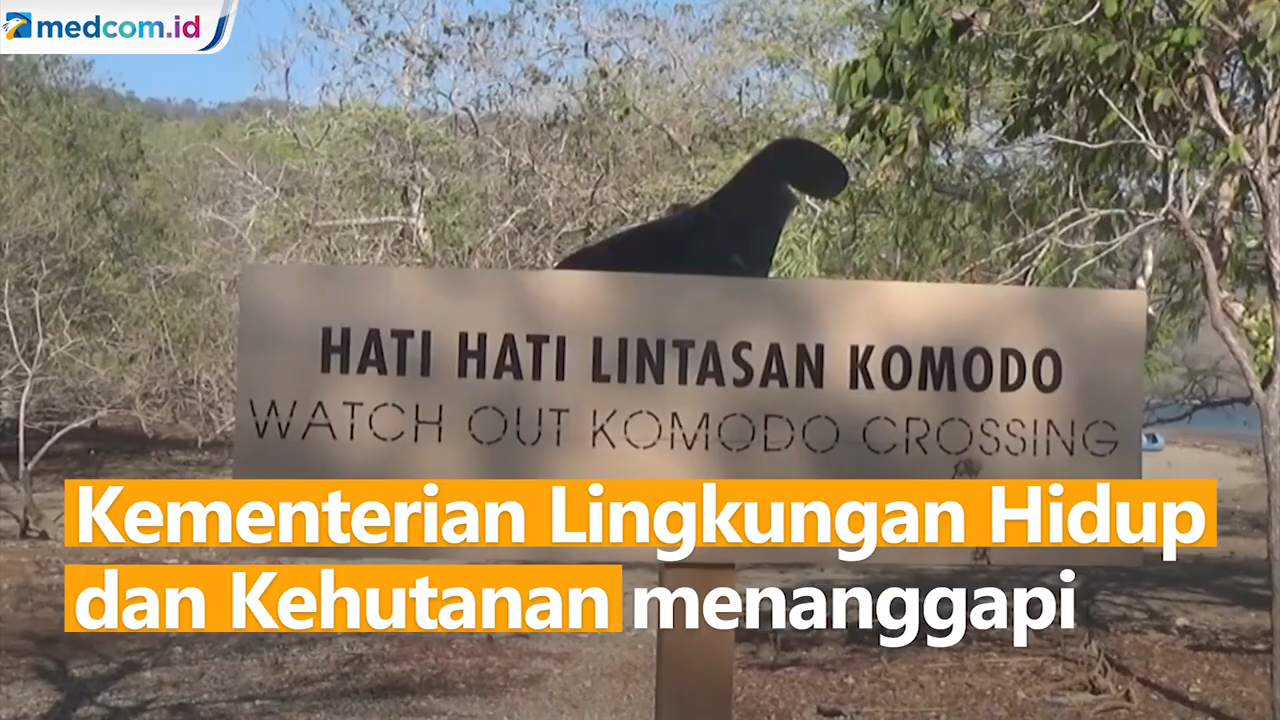 medcom.id
HATI HATI LINTASAN KOMODO
WATCH OUT KOMODO CROSSING
Kementerian Lingkungan Hidup
dan Kehutanan menanggapi